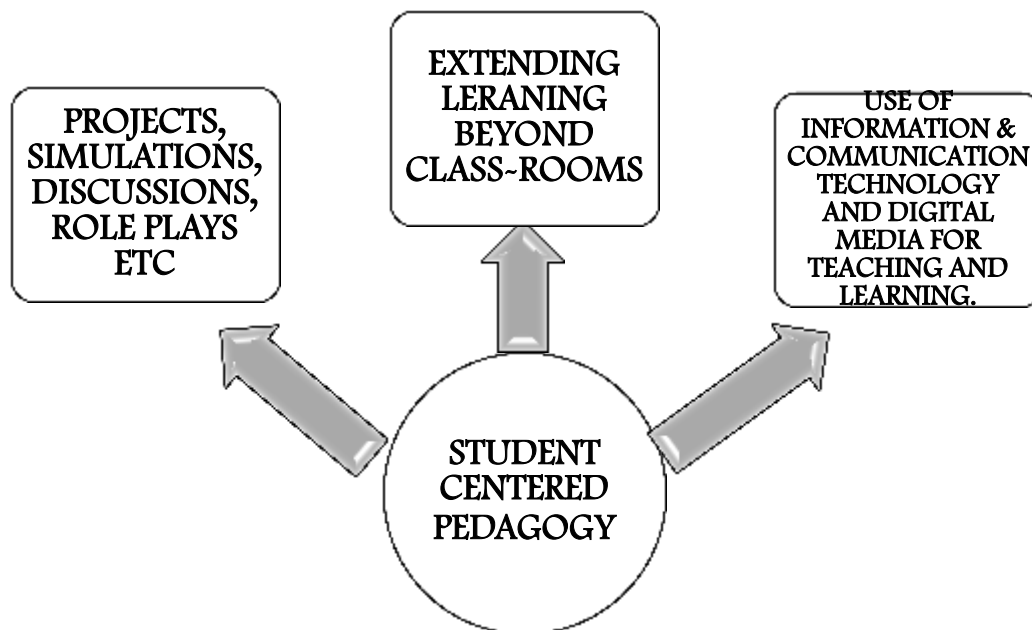 PROJECTS,
SIMULATIONS,
DISCUSSIONS,
ROLE PLAYS
ETC
EXTENDING
LERANING
BEYOND
CLASS-ROOMS
USE OF
INFORMATION &
COMMUNICATION
TECHNOLOGY
AND DIGITAL
MEDIA FOR
TEACHING AND
LEARNING.
STUDENT
CENTERED
PEDAGOGY